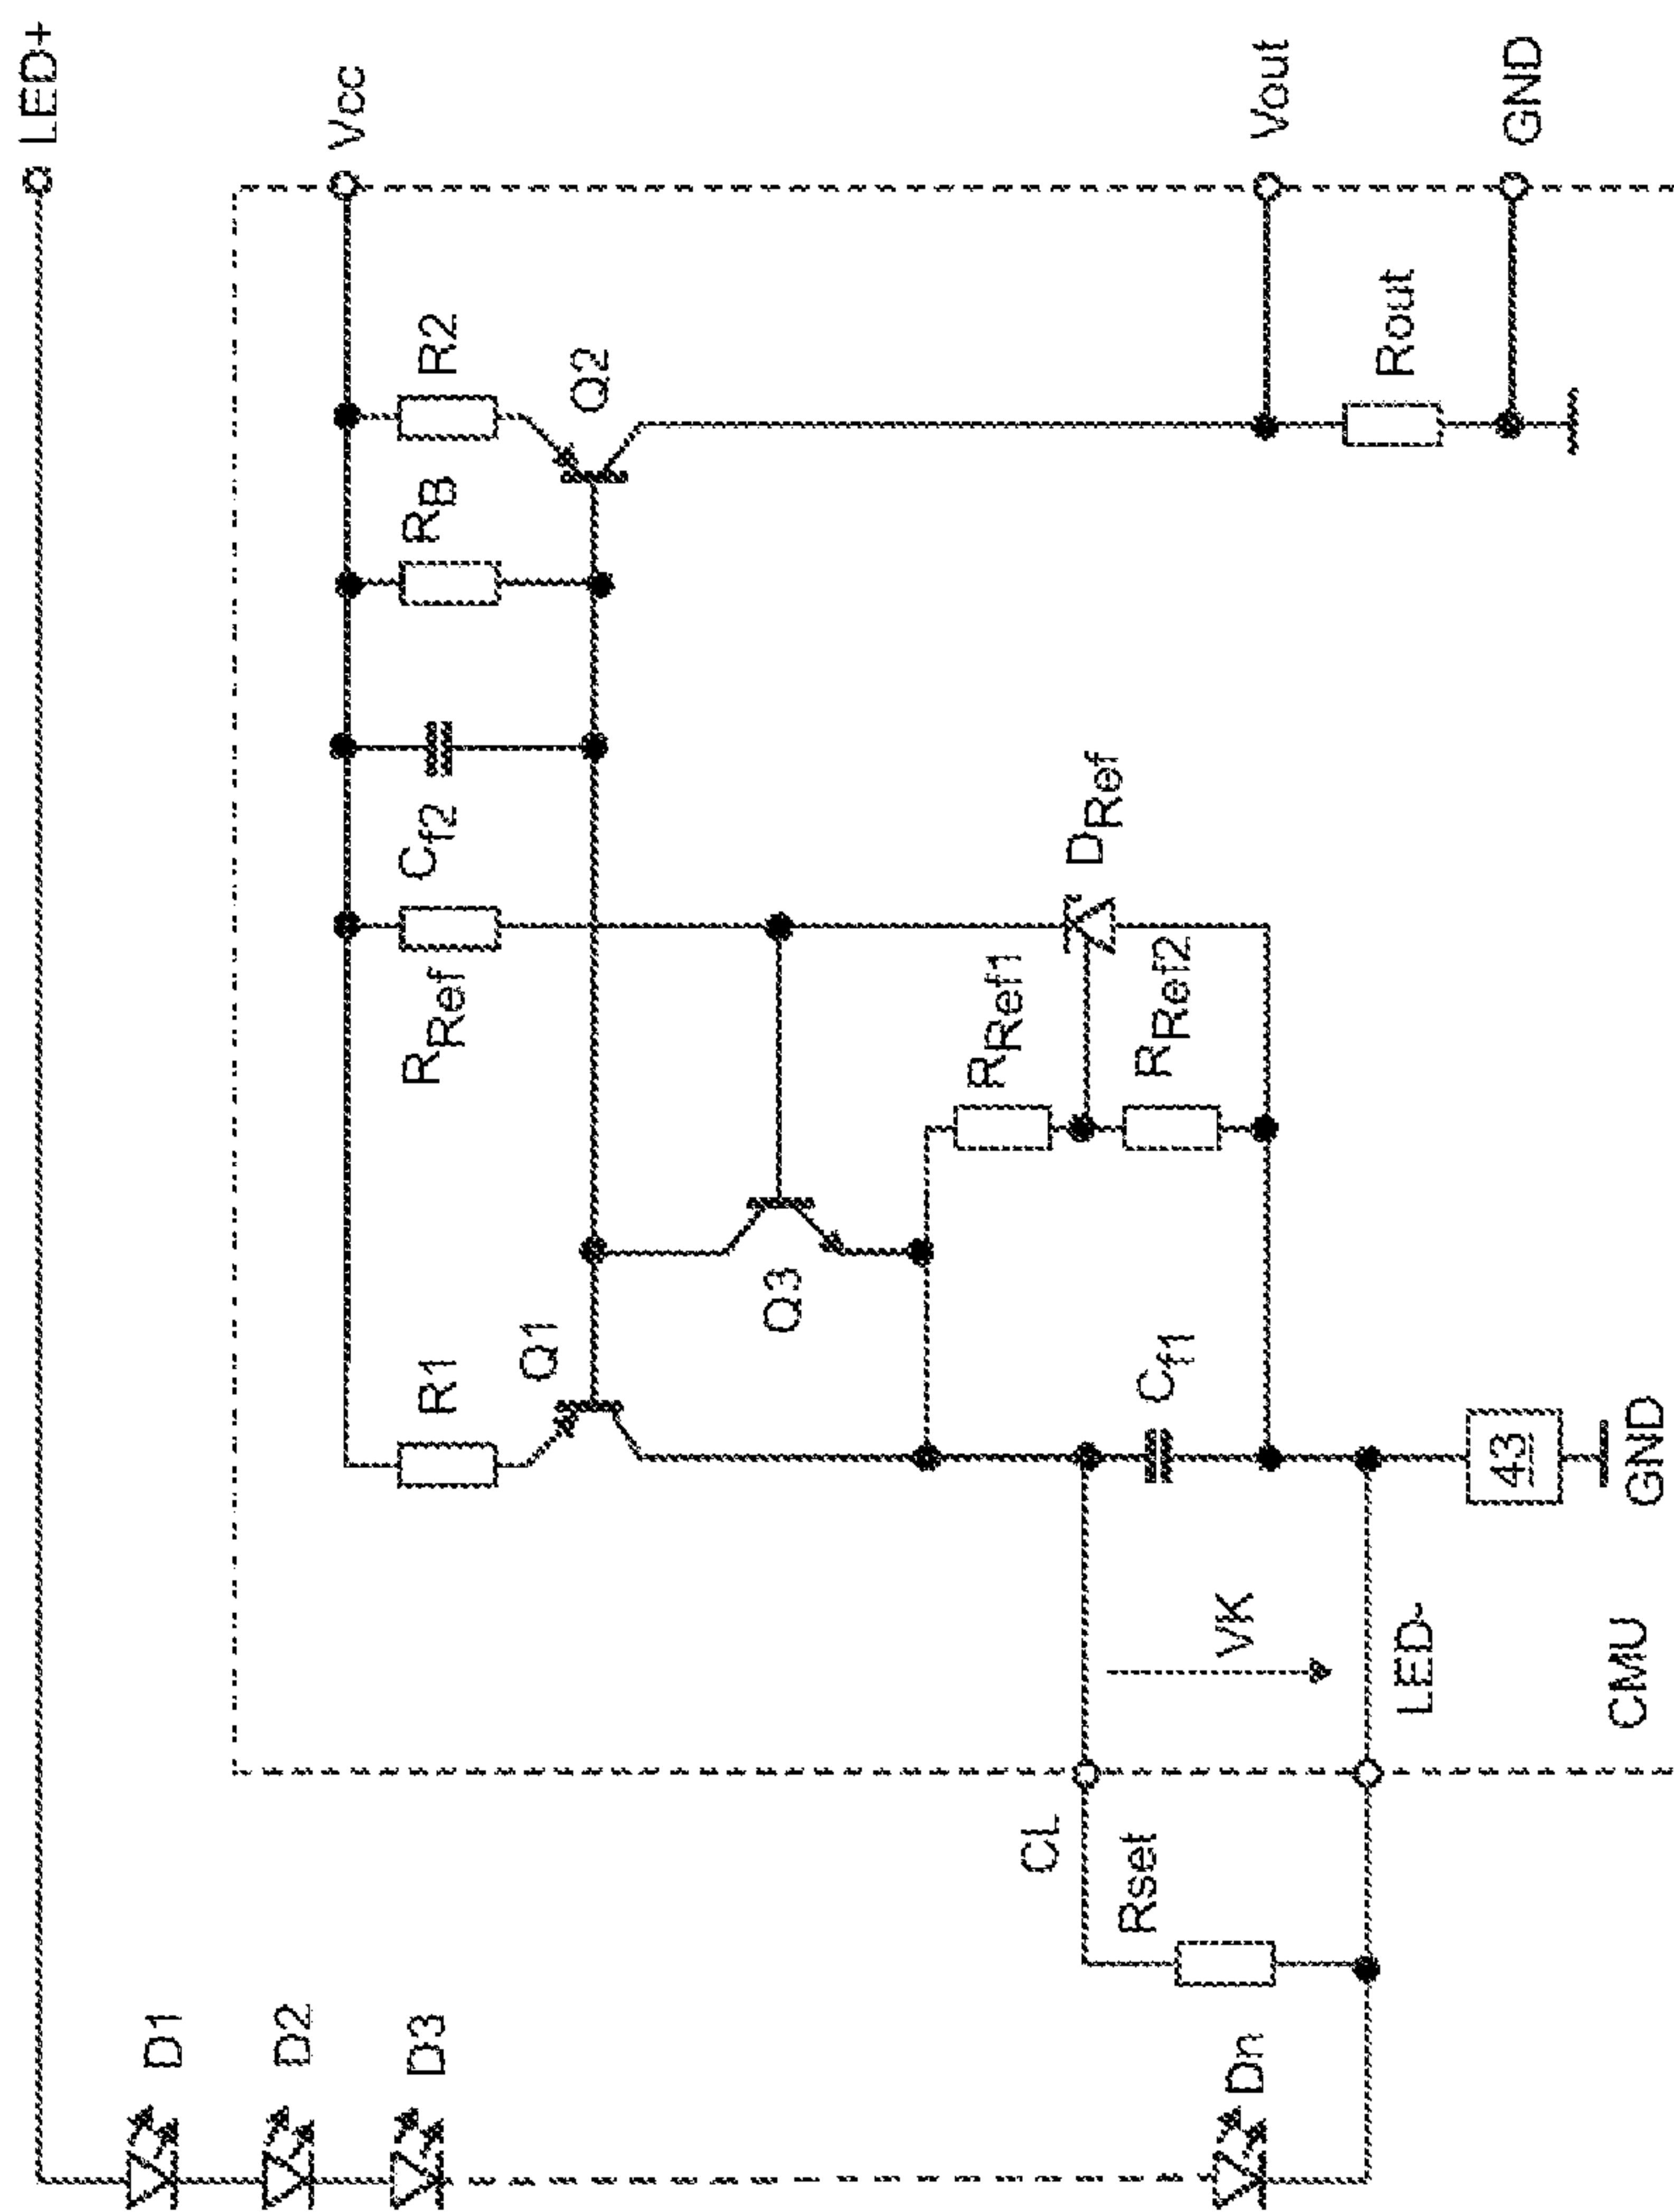 LED+
Vcc
Vout
GND
R2
Q2
Rout
RB
Cf2
RRef
DRef
RRef1
RRef2
Q3
Q1
R1
Cf1
43
GND
VK
LED-
CMU
CL
Rset
D1
D2
D3
Dn